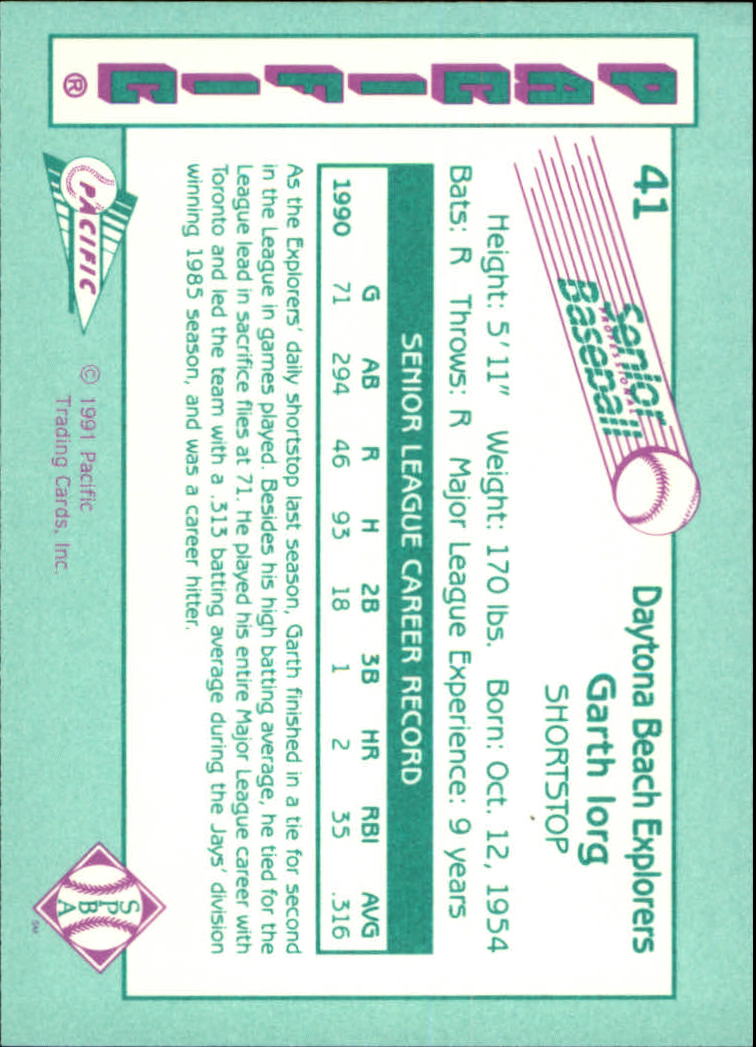 PACIFIC ®
41
Senior
PROFESSIONAL
Baseball
Daytona Beach Explorers
Garth Iorg
SHORTSTOP
Height: 5'11" Weight: 170 lbs. Born: Oct. 12, 1954
Bats: R Throws: R Major League Experience: 9 years
SENIOR LEAGUE CAREER RECORD
G AB R H 2B 3B HR RBI AVG
1990 71 294 46 93 18 1 2 35 .316
As the Explorers' daily shortstop last season, Garth finished in a tie for second
in the League in games played. Besides his high batting average, he tied for the
League lead in sacrifice flies at 71. He played his entire Major League career with
Toronto and led the team with a .313 batting average during the Jays' division
winning 1985 season, and was a career hitter.
PACIFIC
© 1991 Pacific
Trading Cards, Inc.
S
P B
A
SM